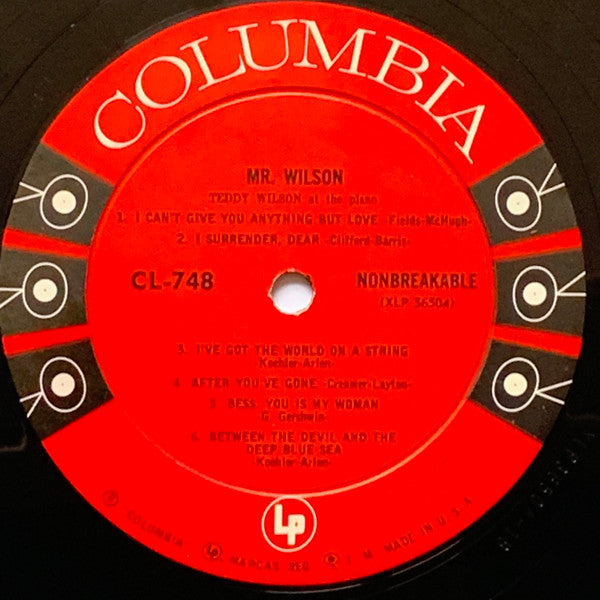 COLUMBIA
MR. WILSON
TEDDY WILSON at the piano
1. I CAN'T GIVE YOU ANYTHING BUT LOVE -Fields-McHugh-
2. I SURRENDER, DEAR -Clifford-Barris-
CL-748
NONBREAKABLE
(XLP 36504)
3. I'VE GOT THE WORLD ON A STRING
Koehler-Arlen-
4. AFTER YOU'VE GONE -Creamer-Layton-
5. BESS, YOU IS MY WOMAN
G. Gershwin-
6. BETWEEN THE DEVIL AND THE
DEEP BLUE SEA
Koehler-Arlen-
LP
COLUMBIA LP MARCAS REG. T. M. MADE IN U.S.A.